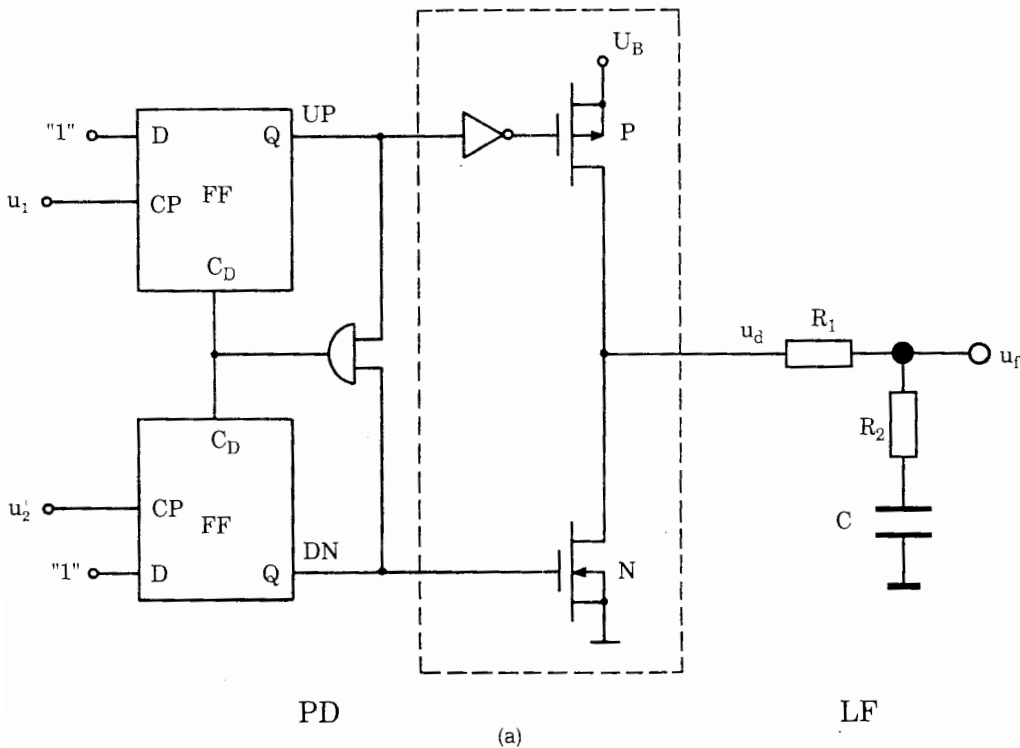 U_B
UP
"1"
D
Q
P
u_1
CP
FF
C_D
u_d
R_1
u_f
C_D
R_2
u_2'
CP
FF
C
DN
"1"
D
Q
N
PD
LF
(a)